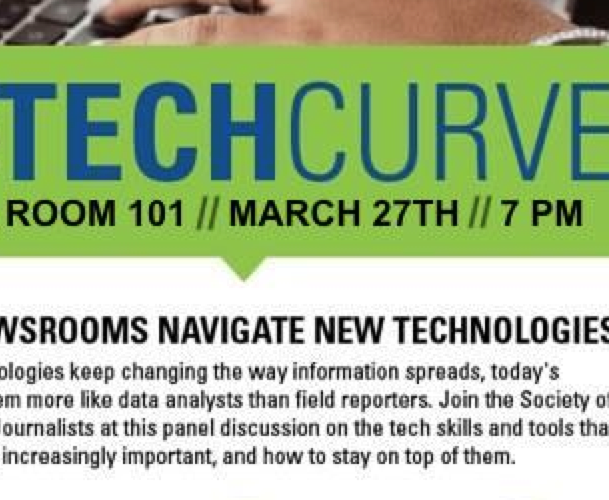 TECHCURVE
ROOM 101 // MARCH 27TH // 7 PM
WSROOMS NAVIGATE NEW TECHNOLOGIES
ologies keep changing the way information spreads, today's
em more like data analysts than field reporters. Join the Society of
Journalists at this panel discussion on the tech skills and tools tha
increasingly important, and how to stay on top of them.